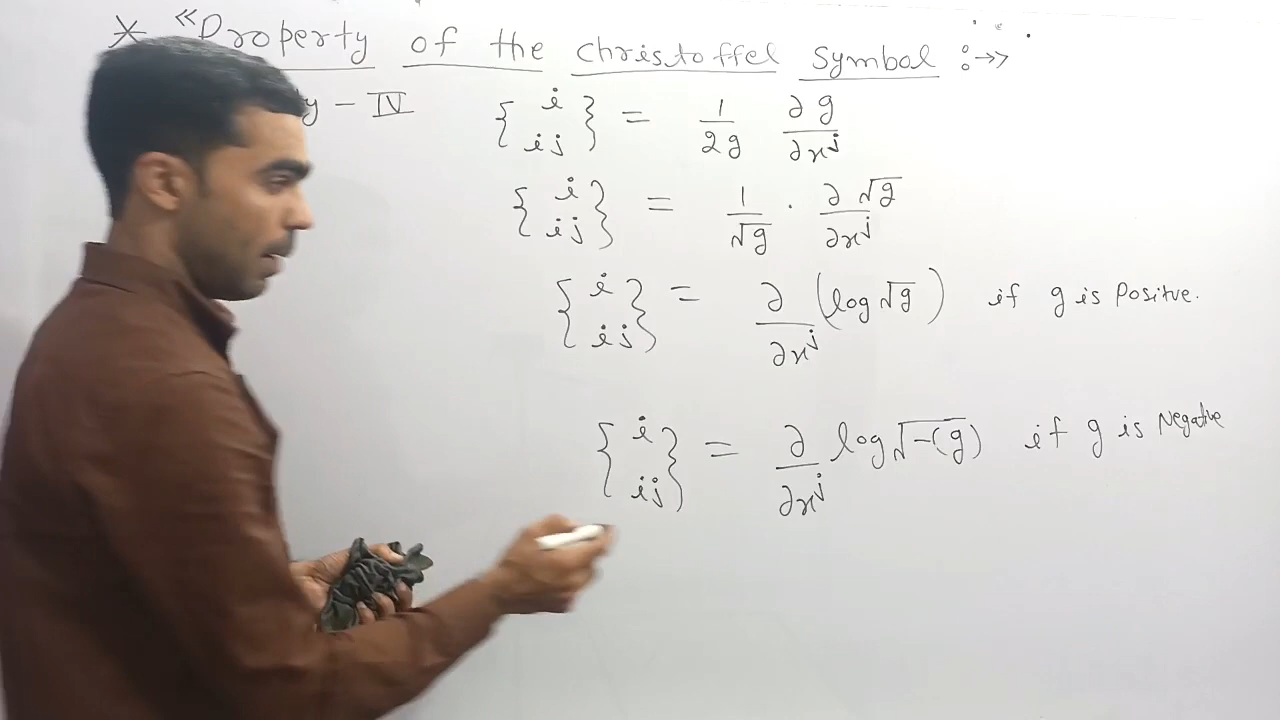 * "Property of the Christoffel Symbol :→>
y - IV { i ij } = 1/2g ∂g/∂x^j
{ i ij } = 1/√g · ∂√g/∂x^j
{ i ij } = ∂/∂x^j (log √g) if g is Positve.
{ i ij } = ∂/∂x^j log √-(g) if g is Negative